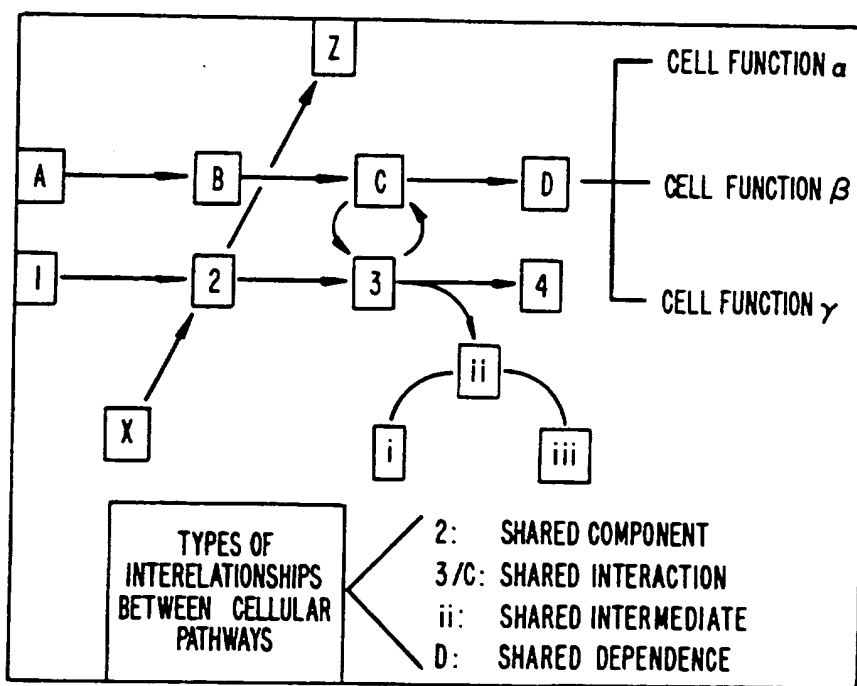 Z
CELL FUNCTION α
A B C D
CELL FUNCTION β
1 2 3 4
CELL FUNCTION γ
ii
X
i iii
TYPES OF
INTERELATIONSHIPS
BETWEEN CELLULAR
PATHWAYS
2: SHARED COMPONENT
3/C: SHARED INTERACTION
ii: SHARED INTERMEDIATE
D: SHARED DEPENDENCE